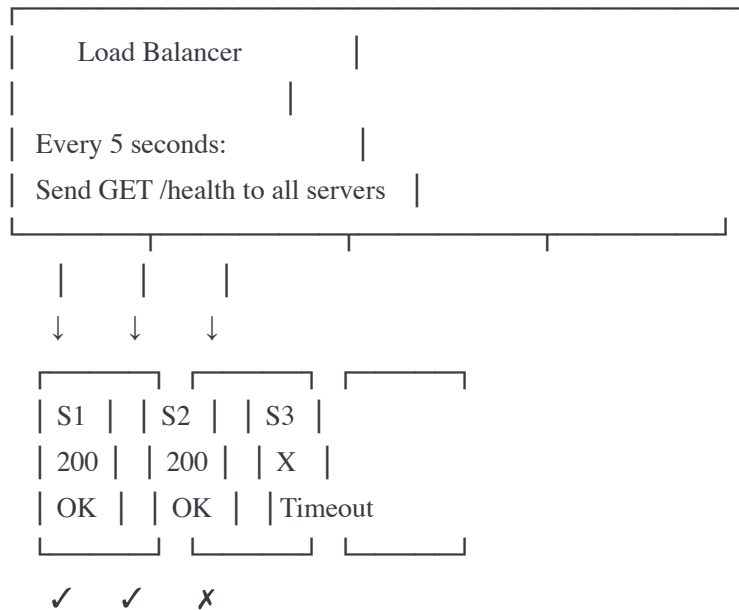 Load Balancer
Every 5 seconds:
Send GET /health to all servers
↓ ↓ ↓
S1 S2 S3
200 200 X
OK OK Timeout
✓ ✓ ✗